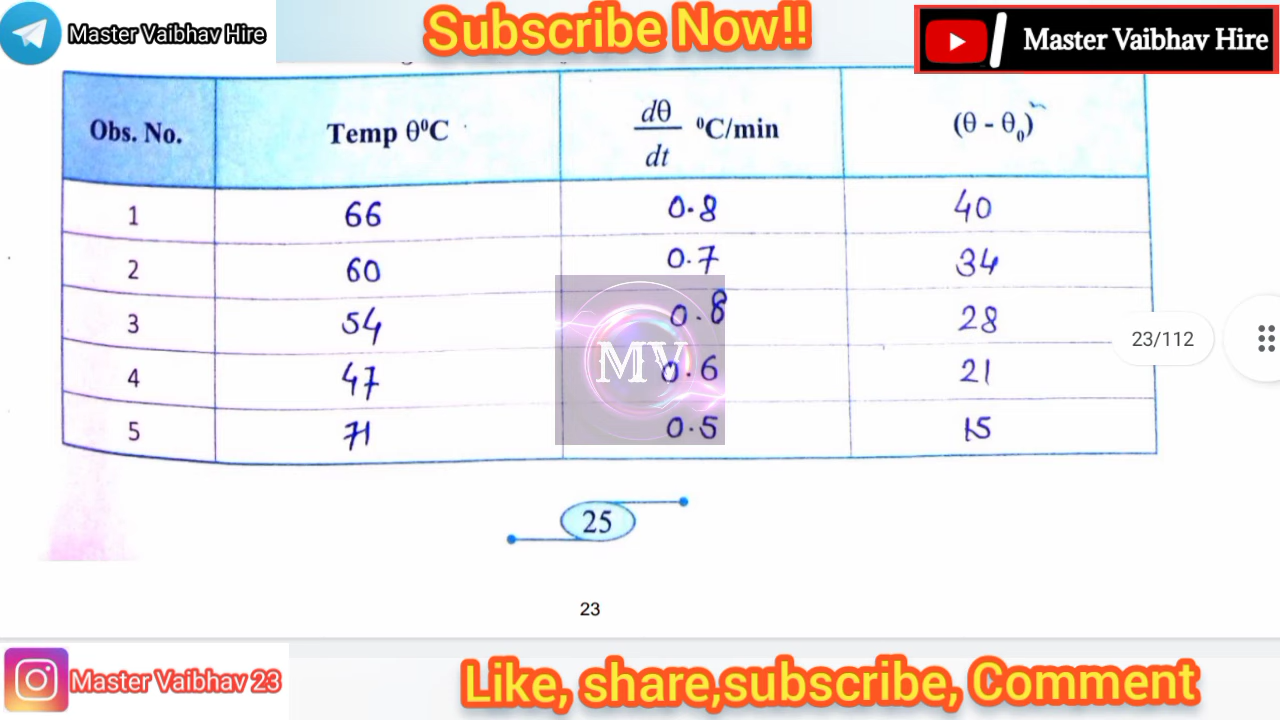 Master Vaibhav Hire
Subscribe Now!!
Master Vaibhav Hire
Obs. No. Temp θ⁰C dθ/dt ⁰C/min (θ - θ₀)
1 66 0.8 40
2 60 0.7 34
3 54 0.8 28
4 47 0.6 21
5 71 0.5 15
MV
23/112
25
23
Master Vaibhav 23
Like, share,subscribe, Comment